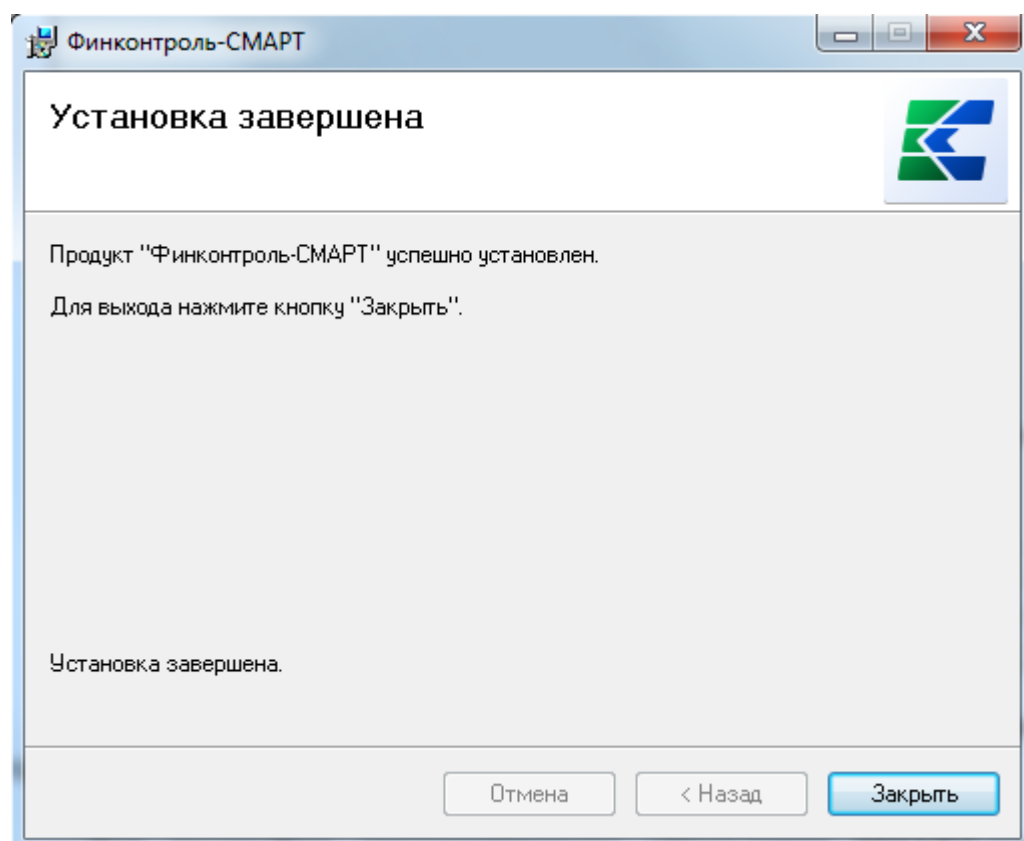 Финконтроль-СМАРТ
Установка завершена
Продукт "Финконтроль-СМАРТ" успешно установлен.
Для выхода нажмите кнопку "Закрыть".
Установка завершена.
Отмена
< Назад
Закрыть